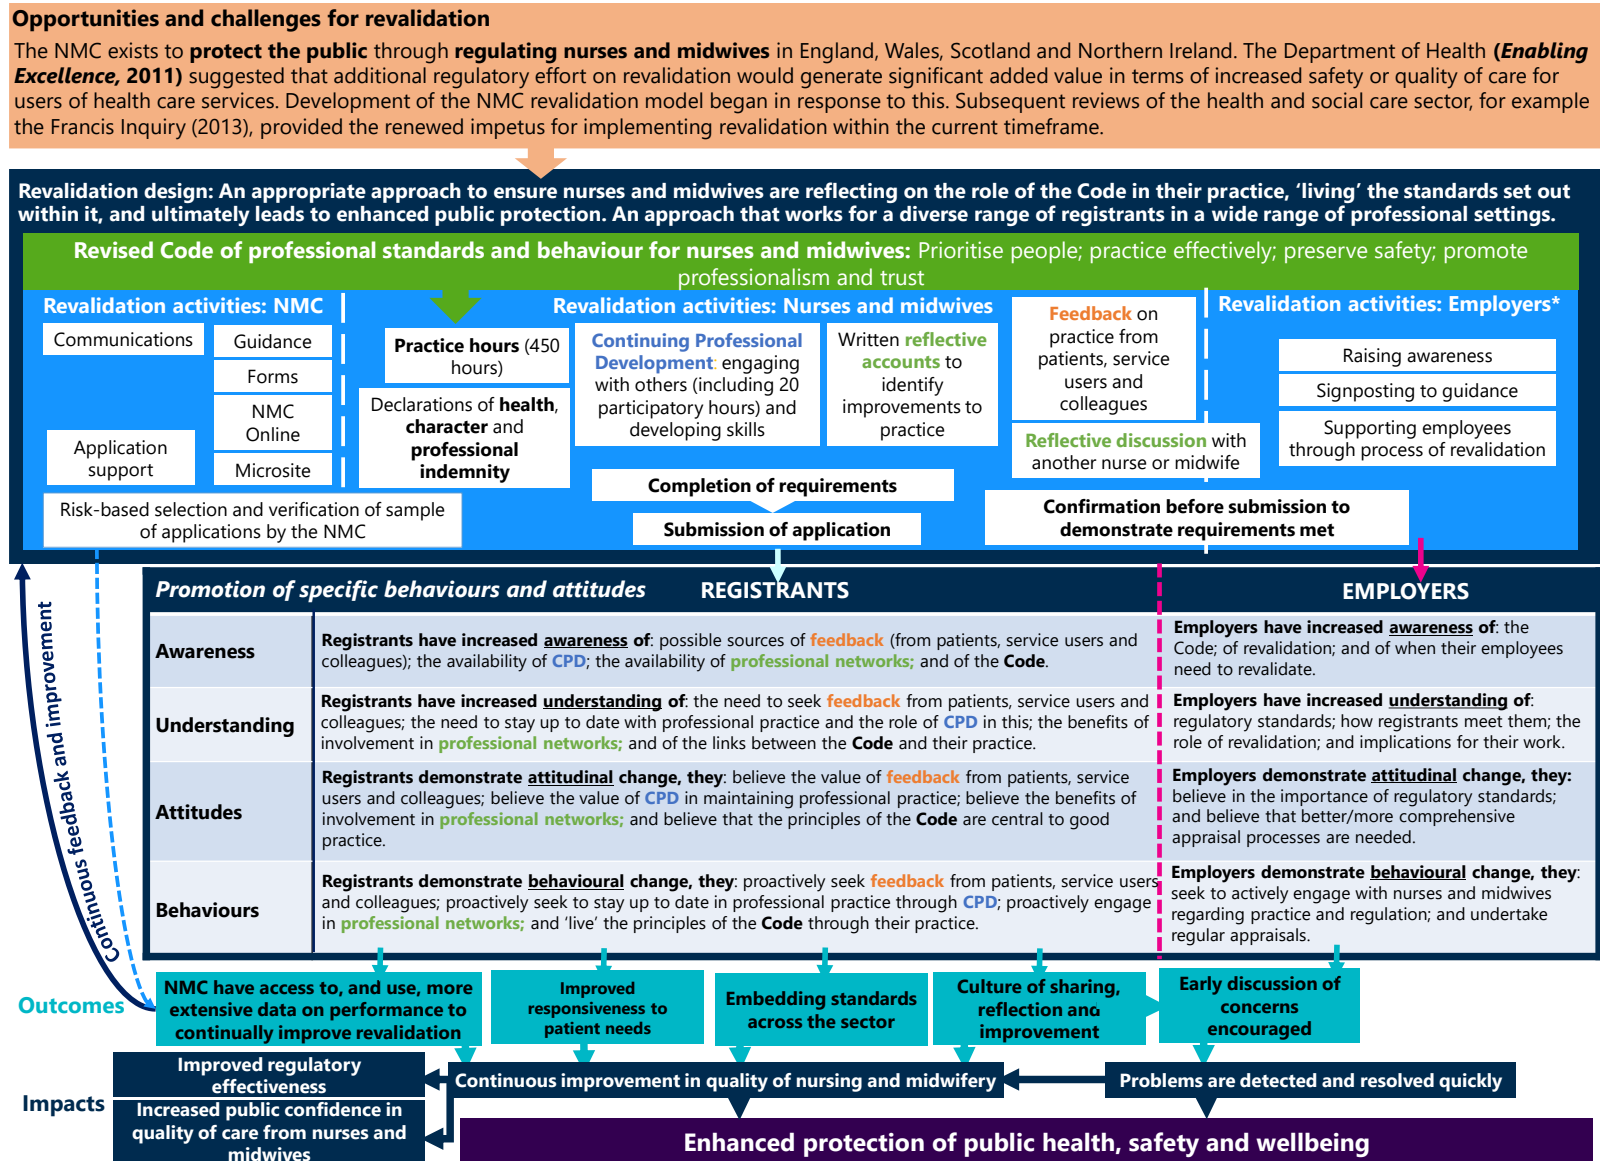 Opportunities and challenges for revalidation
The NMC exists to protect the public through regulating nurses and midwives in England, Wales, Scotland and Northern Ireland. The Department of Health (Enabling
Excellence, 2011) suggested that additional regulatory effort on revalidation would generate significant added value in terms of increased safety or quality of care for
users of health care services. Development of the NMC revalidation model began in response to this. Subsequent reviews of the health and social care sector, for example
the Francis Inquiry (2013), provided the renewed impetus for implementing revalidation within the current timeframe.
Revalidation design: An appropriate approach to ensure nurses and midwives are reflecting on the role of the Code in their practice, ‘living’ the standards set out
within it, and ultimately leads to enhanced public protection. An approach that works for a diverse range of registrants in a wide range of professional settings.
Revised Code of professional standards and behaviour for nurses and midwives: Prioritise people; practice effectively; preserve safety; promote
professionalism and trust
Revalidation activities: NMC
Communications
Guidance
Forms
NMC
Online
Microsite
Application
support
Risk-based selection and verification of sample
of applications by the NMC
Revalidation activities: Nurses and midwives
Practice hours (450
hours)
Declarations of health,
character and
professional
indemnity
Continuing Professional
Development: engaging
with others (including 20
participatory hours) and
developing skills
Written reflective
accounts to
identify
improvements to
practice
Feedback on
practice from
patients, service
users and
colleagues
Reflective discussion with
another nurse or midwife
Completion of requirements
Submission of application
Confirmation before submission to
demonstrate requirements met
Revalidation activities: Employers*
Raising awareness
Signposting to guidance
Supporting employees
through process of revalidation
Continuous feedback and improvement
Promotion of specific behaviours and attitudes
REGISTRANTS
EMPLOYERS
Awareness
Registrants have increased awareness of: possible sources of feedback (from patients, service users and
colleagues); the availability of CPD; the availability of professional networks; and of the Code.
Employers have increased awareness of: the
Code; of revalidation; and of when their employees
need to revalidate.
Understanding
Registrants have increased understanding of: the need to seek feedback from patients, service users and
colleagues; the need to stay up to date with professional practice and the role of CPD in this; the benefits of
involvement in professional networks; and of the links between the Code and their practice.
Employers have increased understanding of:
regulatory standards; how registrants meet them; the
role of revalidation; and implications for their work.
Attitudes
Registrants demonstrate attitudinal change, they: believe the value of feedback from patients, service
users and colleagues; believe the value of CPD in maintaining professional practice; believe the benefits of
involvement in professional networks; and believe that the principles of the Code are central to good
practice.
Employers demonstrate attitudinal change, they:
believe in the importance of regulatory standards;
and believe that better/more comprehensive
appraisal processes are needed.
Behaviours
Registrants demonstrate behavioural change, they: proactively seek feedback from patients, service users
and colleagues; proactively seek to stay up to date in professional practice through CPD; proactively engage
in professional networks; and ‘live’ the principles of the Code through their practice.
Employers demonstrate behavioural change, they:
seek to actively engage with nurses and midwives
regarding practice and regulation; and undertake
regular appraisals.
Outcomes
NMC have access to, and use, more
extensive data on performance to
continually improve revalidation
Improved
responsiveness to
patient needs
Embedding standards
across the sector
Culture of sharing,
reflection and
improvement
Early discussion of
concerns
encouraged
Impacts
Improved regulatory
effectiveness
Increased public confidence in
quality of care from nurses and
midwives
Continuous improvement in quality of nursing and midwifery
Problems are detected and resolved quickly
Enhanced protection of public health, safety and wellbeing